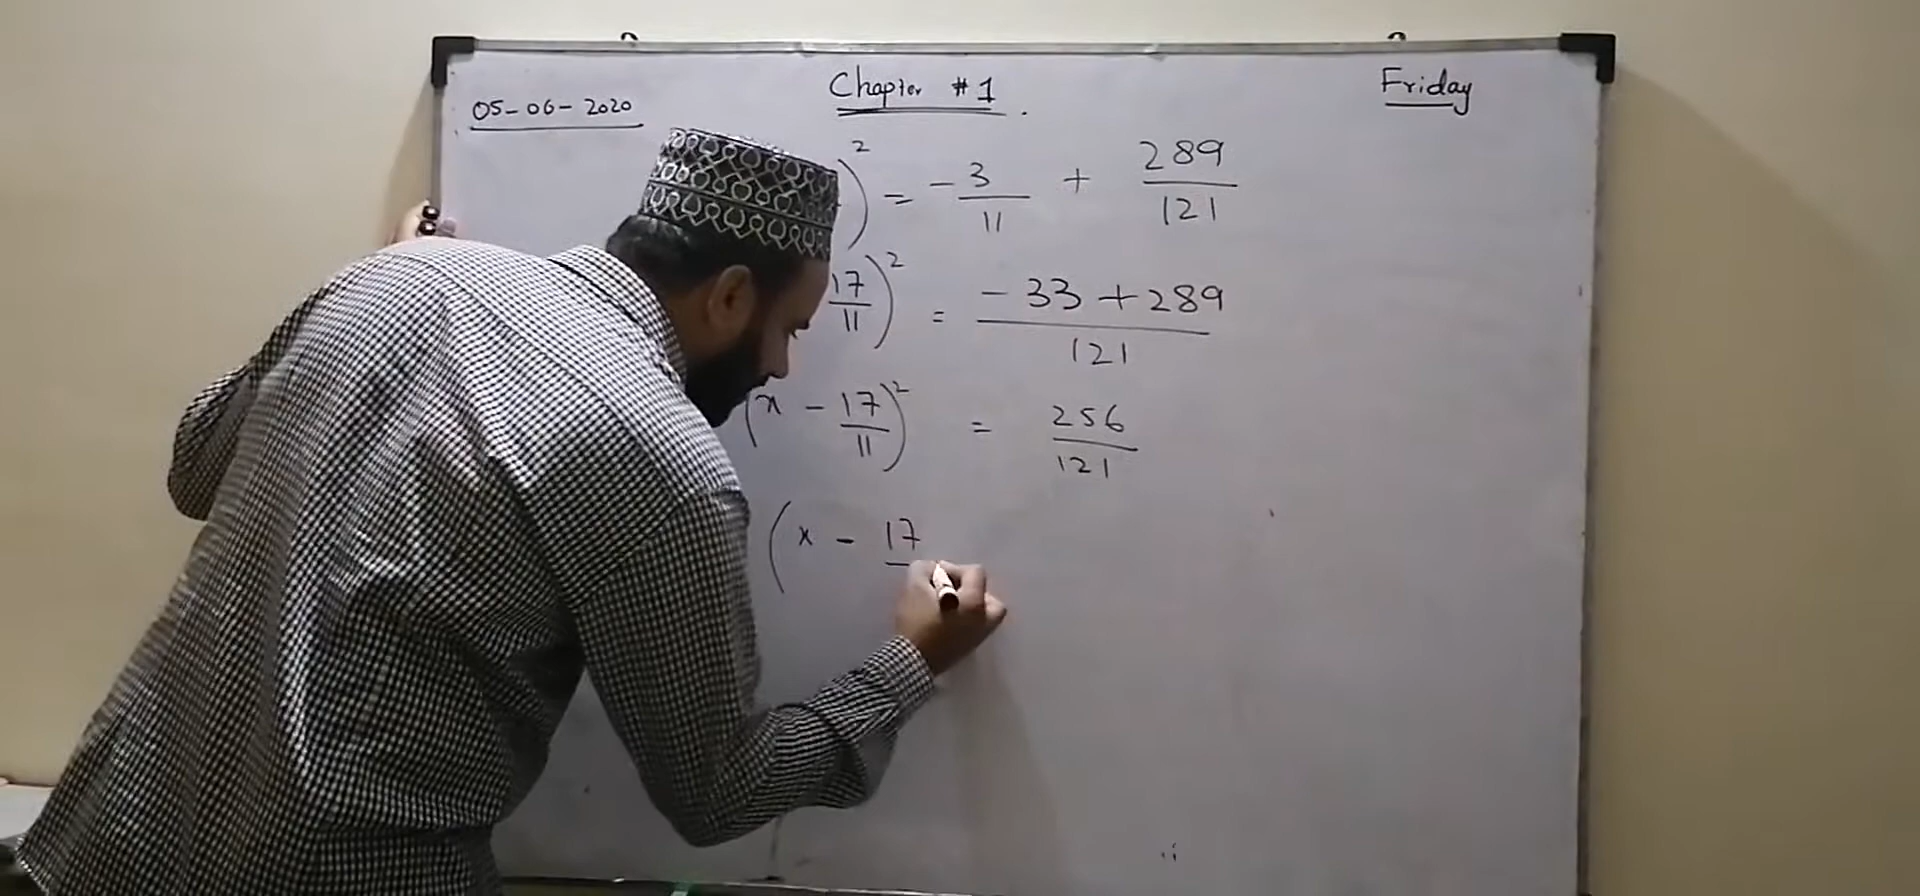 05-06-2020 Chapter #1. Friday
)² = -3/11 + 289/121
17/11)² = -33+289/121
(x - 17/11)² = 256/121
(x - 17